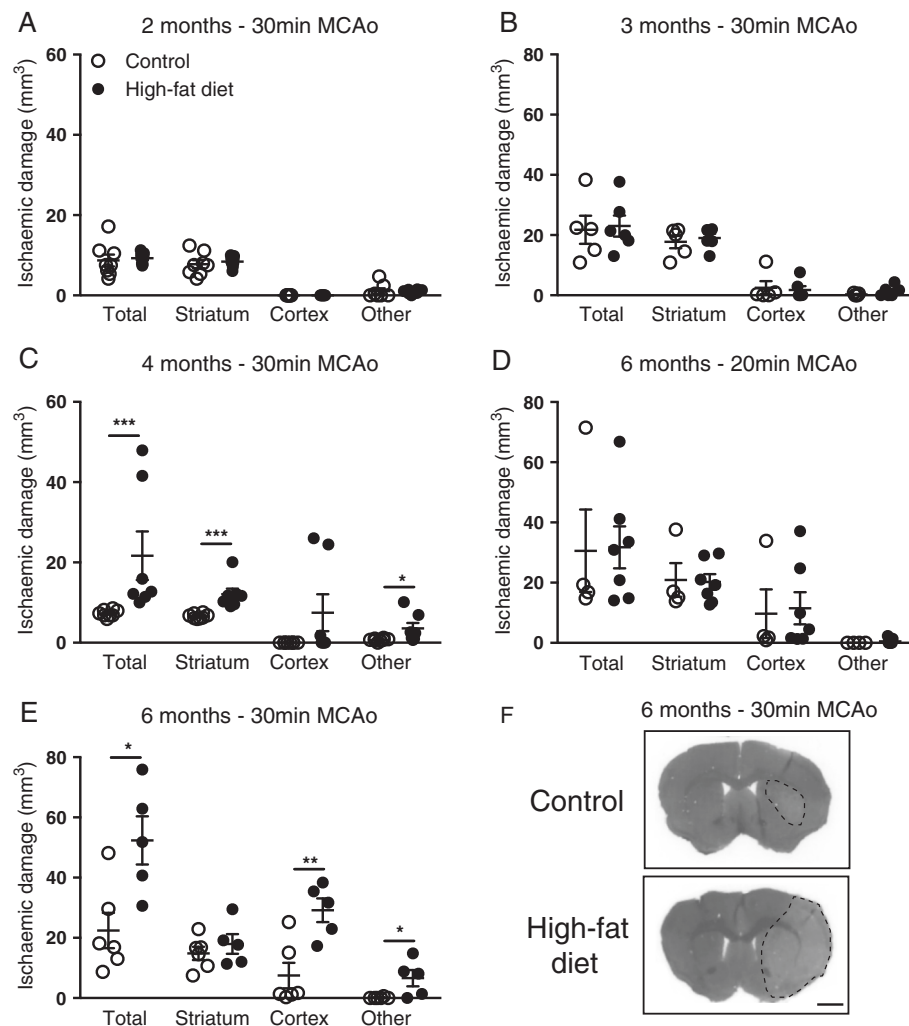 A
2 months - 30min MCAo
Ischaemic damage (mm³)
60
40
20
0
Control
High-fat diet
Total Striatum Cortex Other
B
3 months - 30min MCAo
Ischaemic damage (mm³)
80
60
40
20
0
Total Striatum Cortex Other
C
4 months - 30min MCAo
Ischaemic damage (mm³)
60
40
20
0
***
***
*
Total Striatum Cortex Other
D
6 months - 20min MCAo
Ischaemic damage (mm³)
80
60
40
20
0
Total Striatum Cortex Other
E
6 months - 30min MCAo
Ischaemic damage (mm³)
80
60
40
20
0
*
**
*
Total Striatum Cortex Other
F
6 months - 30min MCAo
Control
High-fat
diet